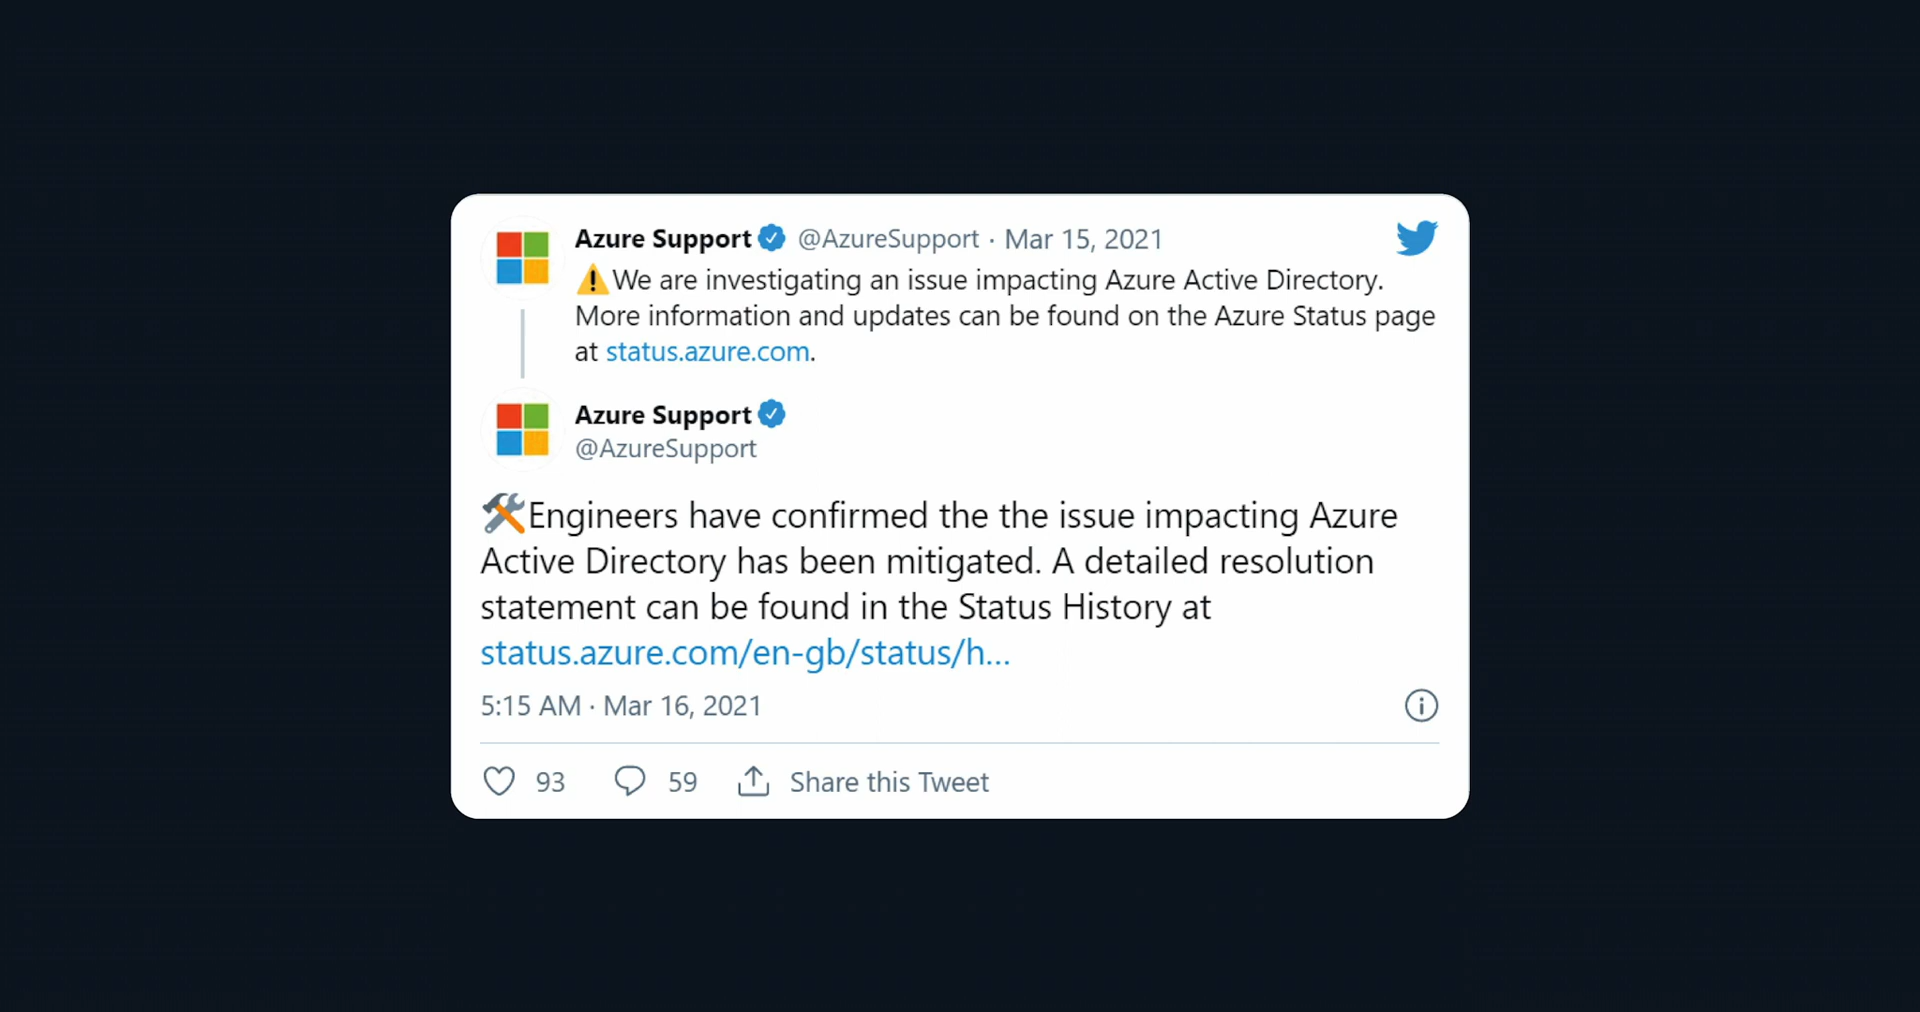 Azure Support @AzureSupport · Mar 15, 2021
⚠️We are investigating an issue impacting Azure Active Directory.
More information and updates can be found on the Azure Status page
at status.azure.com.
Azure Support
@AzureSupport
🛠️Engineers have confirmed the the issue impacting Azure
Active Directory has been mitigated. A detailed resolution
statement can be found in the Status History at
status.azure.com/en-gb/status/h...
5:15 AM · Mar 16, 2021
93 59 Share this Tweet